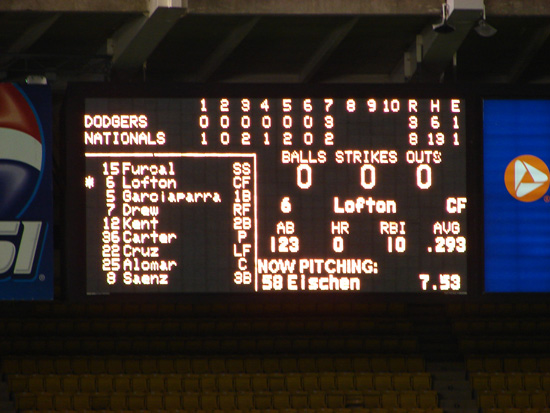 1 2 3 4 5 6 7 8 9 10 R H E
DODGERS 0 0 0 0 0 0 3 3 6 1
NATIONALS 1 0 2 1 2 0 2 8 13 1
BALLS STRIKES OUTS
0 0 0
15 Furcal SS
* 6 Lofton CF
5 Garciaparra 1B
7 Drew RF
12 Kent 2B
36 Carter P
22 Cruz LF
25 Alomar C
8 Saenz 3B
6 Lofton CF
AB HR RBI AVG
123 0 10 .293
NOW PITCHING:
58 Eischen 7.53
SI